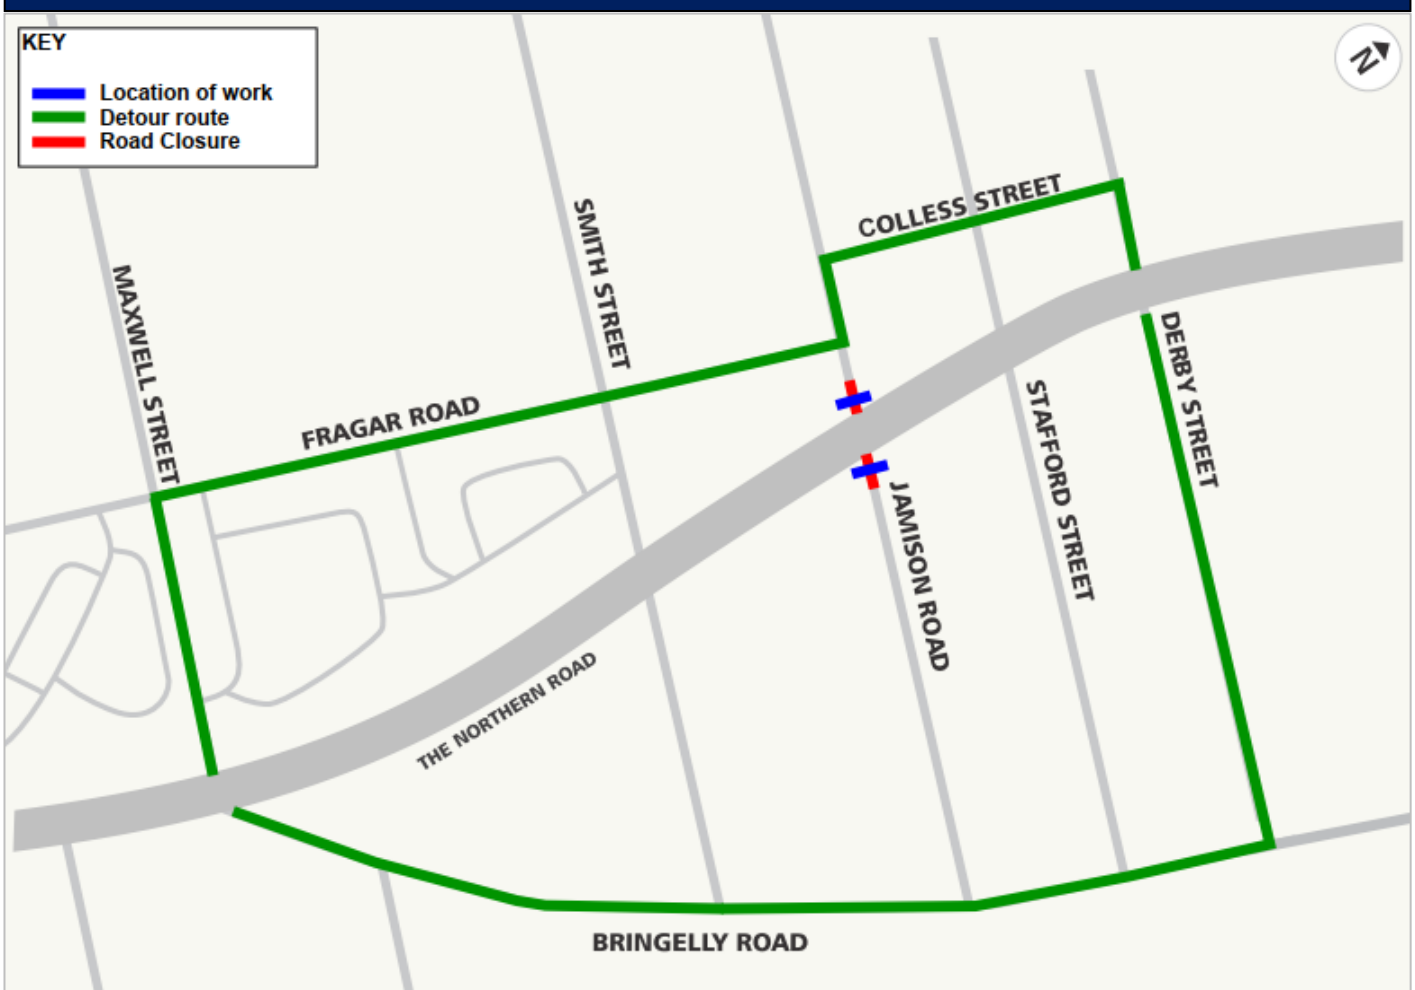 KEY
Location of work
Detour route
Road Closure
N
COLLESS STREET
SMITH STREET
MAXWELL STREET
DERBY STREET
FRAGAR ROAD
STAFFORD STREET
JAMISON ROAD
THE NORTHERN ROAD
BRINGELLY ROAD